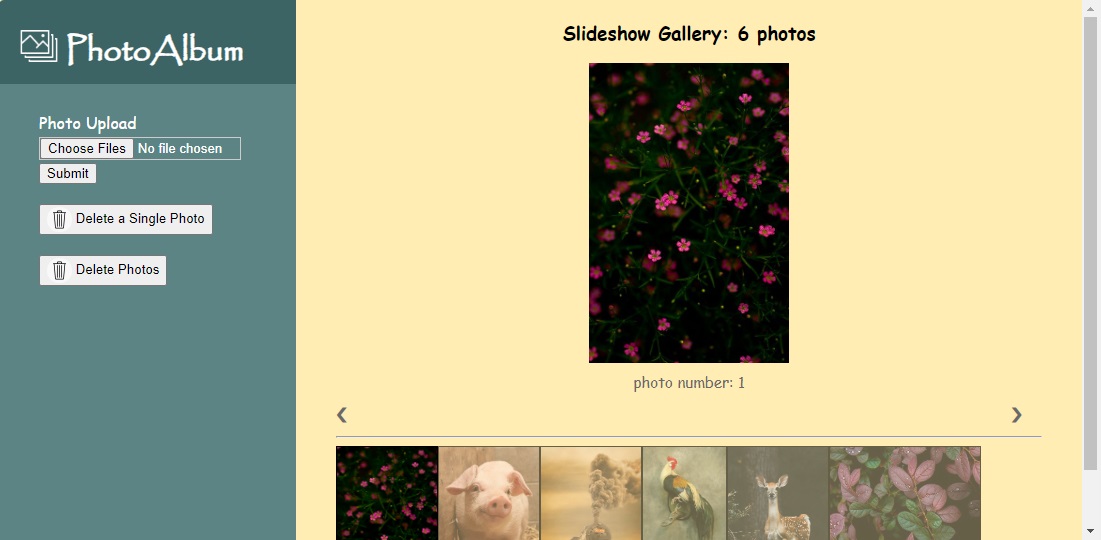 PhotoAlbum
Photo Upload
Choose Files No file chosen
Submit
Delete a Single Photo
Delete Photos
Slideshow Gallery: 6 photos
photo number: 1
❮ ❯